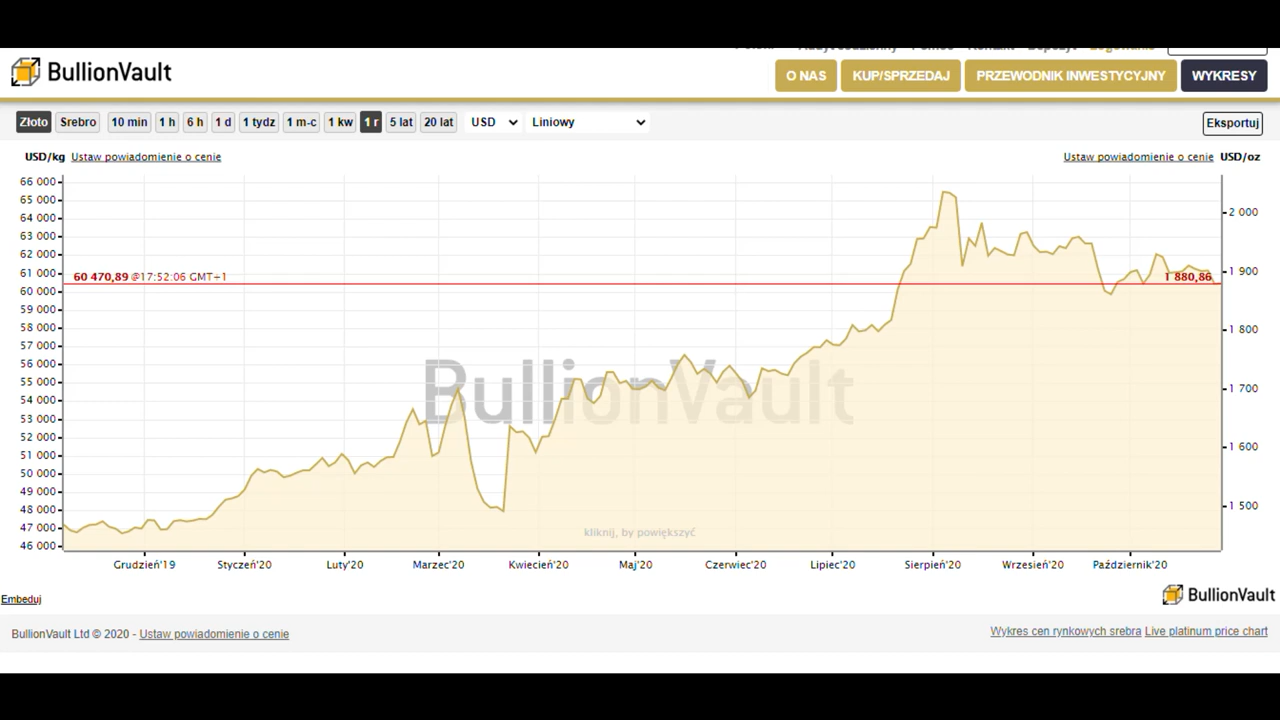 BullionVault
O NAS KUP/SPRZEDAJ PRZEWODNIK INWESTYCYJNY WYKRESY
Złoto Srebro 10 min 1 h 6 h 1 d 1 tydz 1 m-c 1 kw 1 r 5 lat 20 lat USD Liniowy Eksportuj
USD/kg Ustaw powiadomienie o cenie Ustaw powiadomienie o cenie USD/oz
66 000
65 000
64 000 2 000
63 000
62 000
61 000 60 470,89 @17:52:06 GMT+1 1 880,86 1 900
60 000
59 000
58 000 1 800
57 000
56 000
55 000 1 700
54 000
BullionVault
53 000
52 000 1 600
51 000
50 000
49 000
48 000 1 500
47 000 kliknij, by powiększyć
46 000
Grudzień'19 Styczeń'20 Luty'20 Marzec'20 Kwiecień'20 Maj'20 Czerwiec'20 Lipiec'20 Sierpień'20 Wrzesień'20 Październik'20
Embeduj BullionVault
BullionVault Ltd © 2020 - Ustaw powiadomienie o cenie Wykres cen rynkowych srebra Live platinum price chart